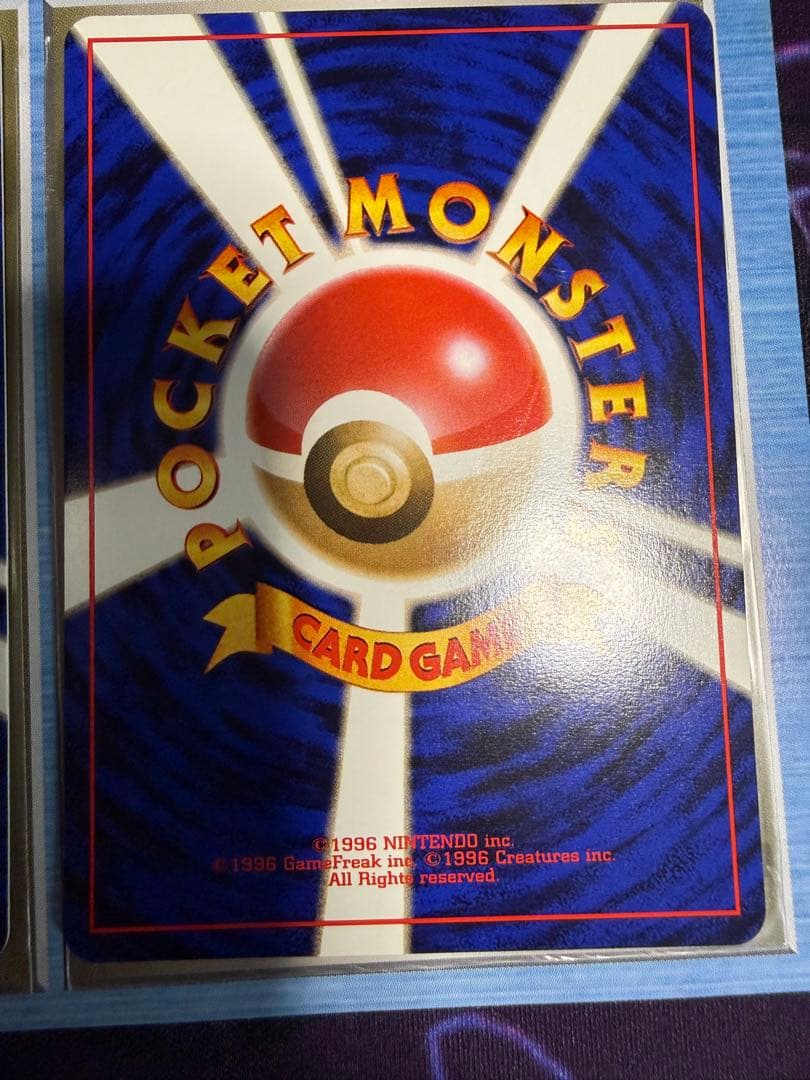 POCKET MONSTERS
CARD GAME
©1996 NINTENDO inc.
©1996 GameFreak inc. ©1996 Creatures inc.
All Rights reserved.